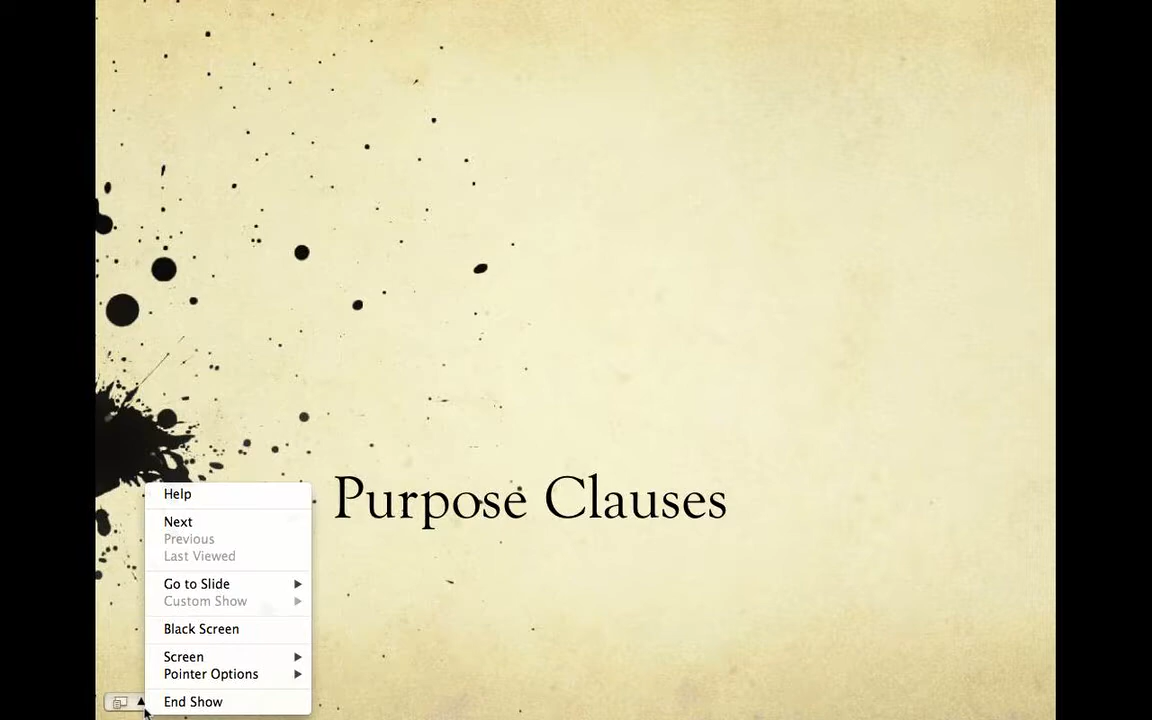 Purpose Clauses
Help
Next
Previous
Last Viewed
Go to Slide
Custom Show
Black Screen
Screen
Pointer Options
End Show